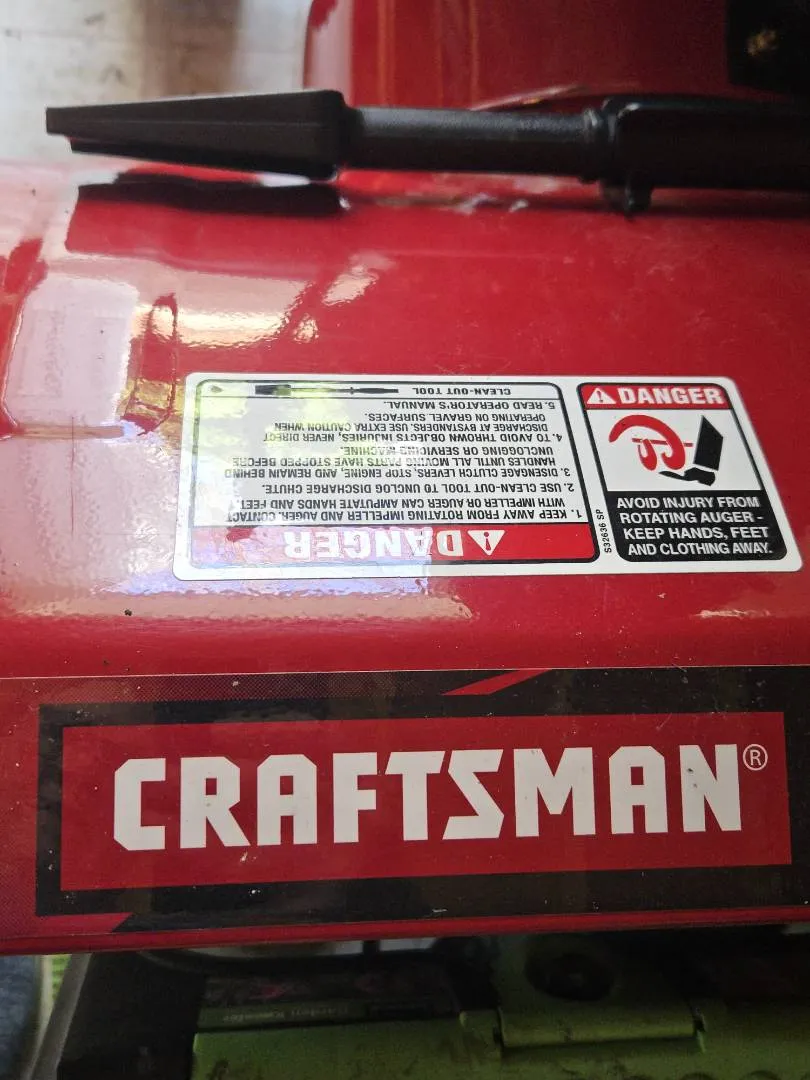 DANGER
1. KEEP AWAY FROM ROTATING IMPELLER AND AUGER. CONTACT
WITH IMPELLER OR AUGER CAN AMPUTATE HANDS AND FEET.
2. USE CLEAN-OUT TOOL TO UNCLOG DISCHARGE CHUTE.
3. DISENGAGE CLUTCH LEVERS, STOP ENGINE, AND REMAIN BEHIND
HANDLES UNTIL ALL MOVING PARTS HAVE STOPPED BEFORE
UNCLOGGING OR SERVICING MACHINE.
4. TO AVOID THROWN OBJECTS INJURIES, NEVER DIRECT
DISCHARGE AT BYSTANDERS. USE EXTRA CAUTION WHEN
OPERATING ON GRAVEL SURFACES.
5. READ OPERATOR'S MANUAL.
CLEAN-OUT TOOL
S32636 SP
DANGER
AVOID INJURY FROM
ROTATING AUGER -
KEEP HANDS, FEET
AND CLOTHING AWAY.
CRAFTSMAN®
Garden Kneeler